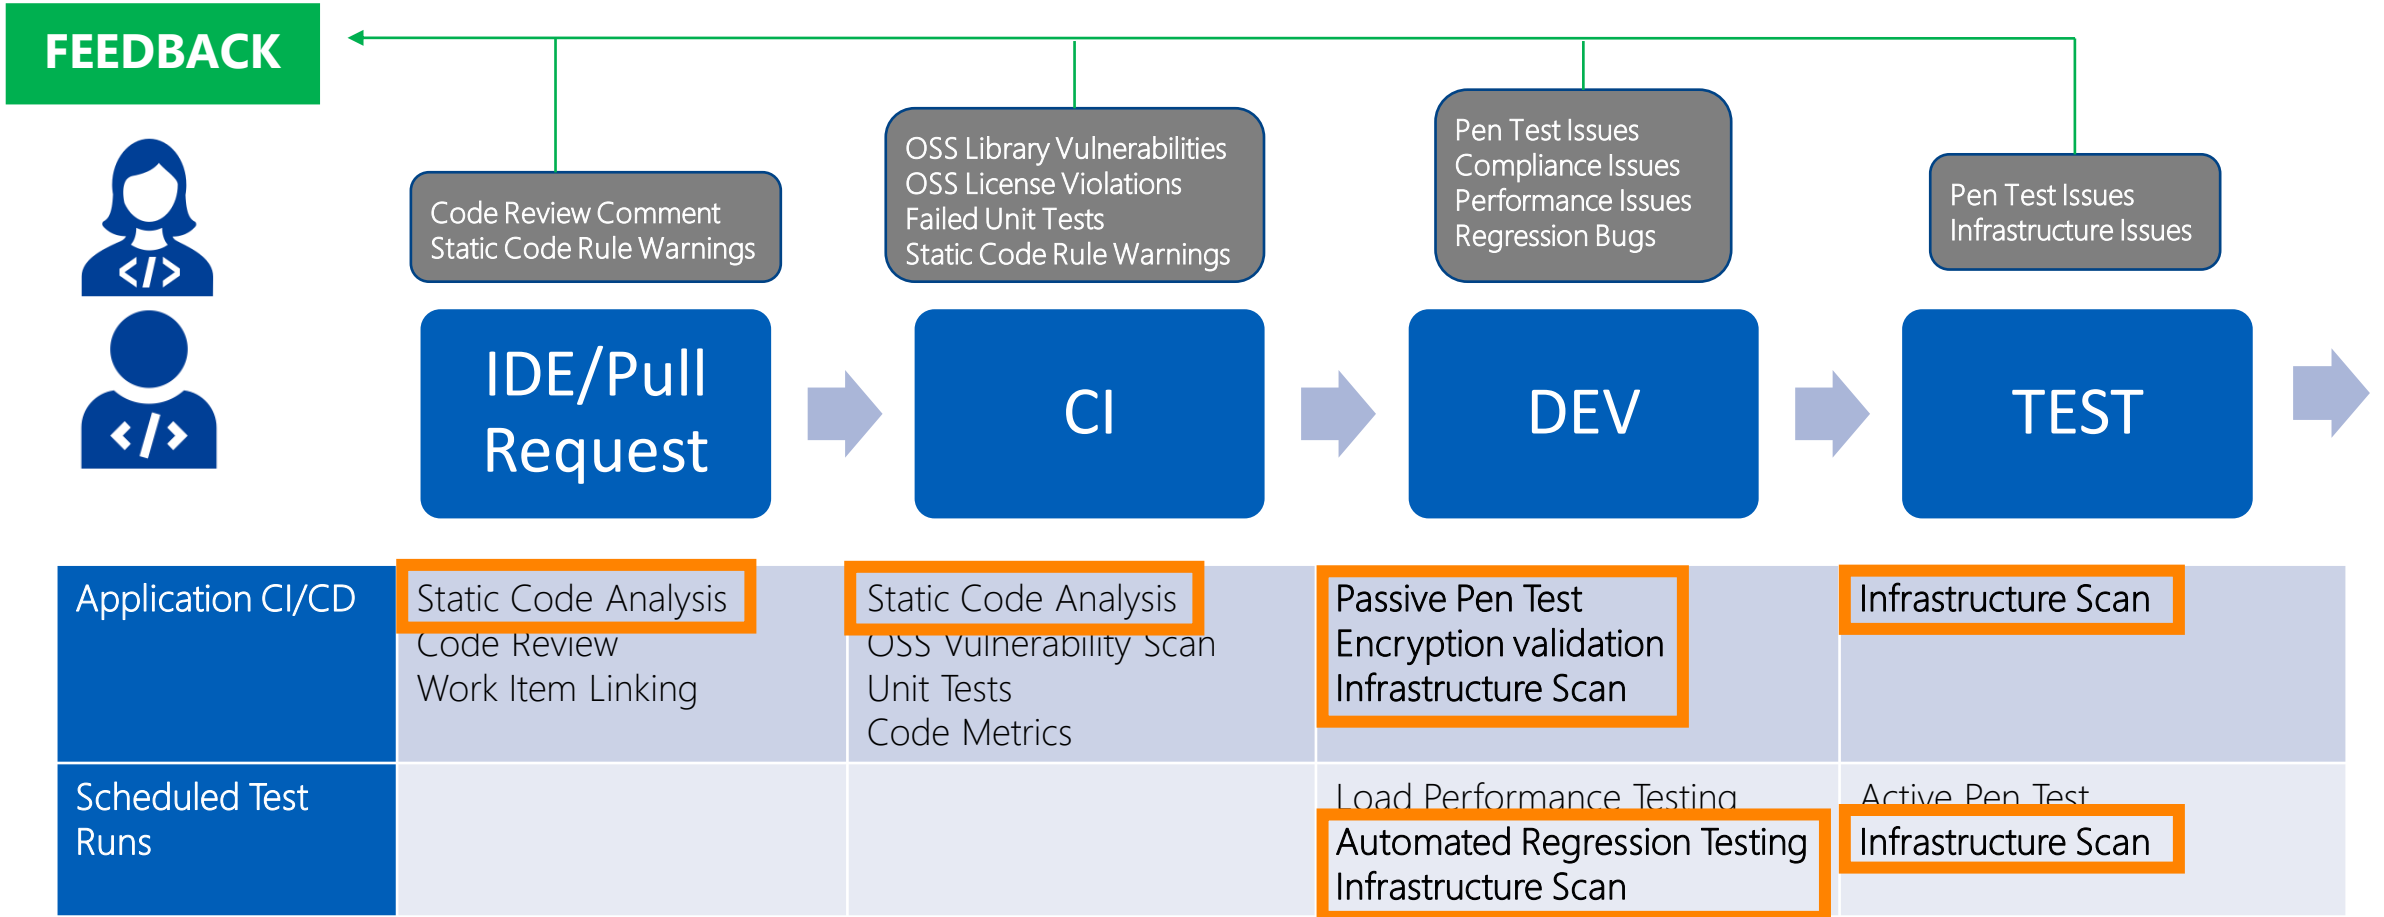 FEEDBACK
Code Review Comment
Static Code Rule Warnings
OSS Library Vulnerabilities
OSS License Violations
Failed Unit Tests
Static Code Rule Warnings
Pen Test Issues
Compliance Issues
Performance Issues
Regression Bugs
Pen Test Issues
Infrastructure Issues
</>
</>
IDE/Pull
Request
CI
DEV
TEST
Application CI/CD
Static Code Analysis
Code Review
Work Item Linking
Static Code Analysis
OSS Vulnerability Scan
Unit Tests
Code Metrics
Passive Pen Test
Encryption validation
Infrastructure Scan
Infrastructure Scan
Scheduled Test
Runs
Load Performance Testing
Automated Regression Testing
Infrastructure Scan
Active Pen Test
Infrastructure Scan